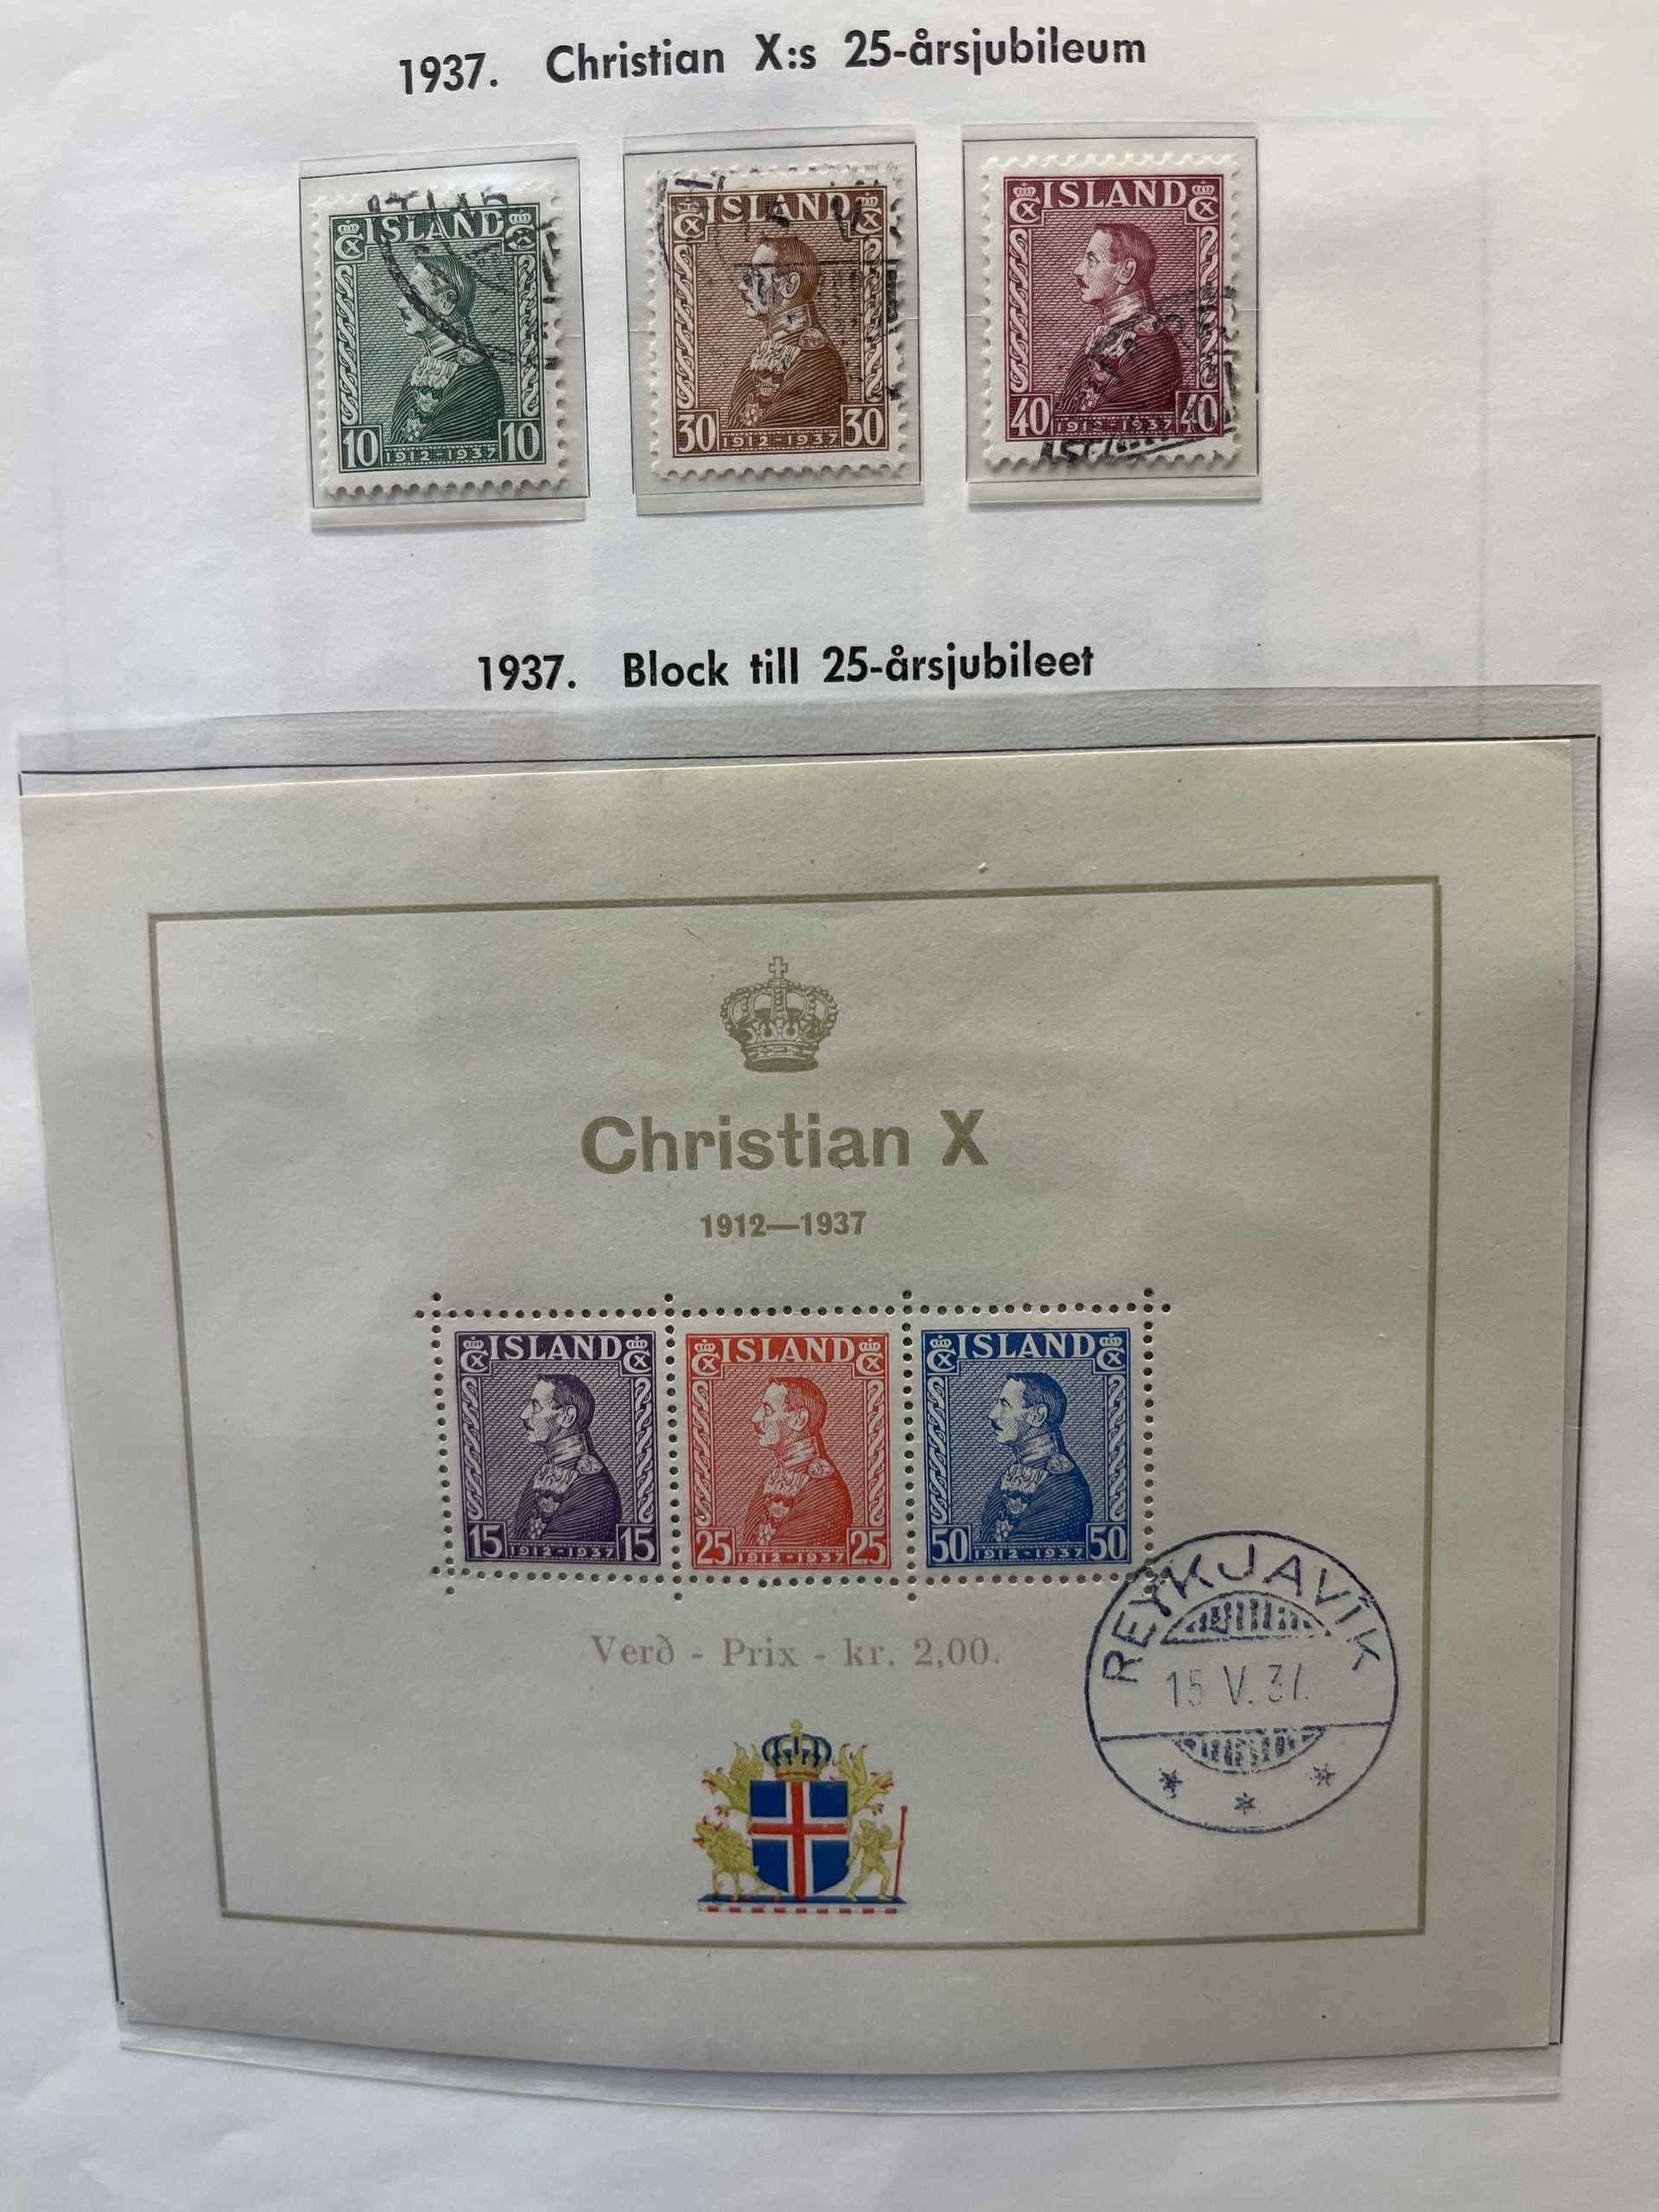 1937. Christian X:s 25-årsjubileum
ISLAND
10 1912-1937 10
ISLAND
30 1912-1937 30
ISLAND
40 1912-1937 40
1937. Block till 25-årsjubileet
Christian X
1912—1937
ISLAND
15 1912-1937 15
ISLAND
25 1912-1937 25
ISLAND
50 1912-1937 50
Verð - Prix - kr. 2,00.
REYKJAVIK
15 V. 37.